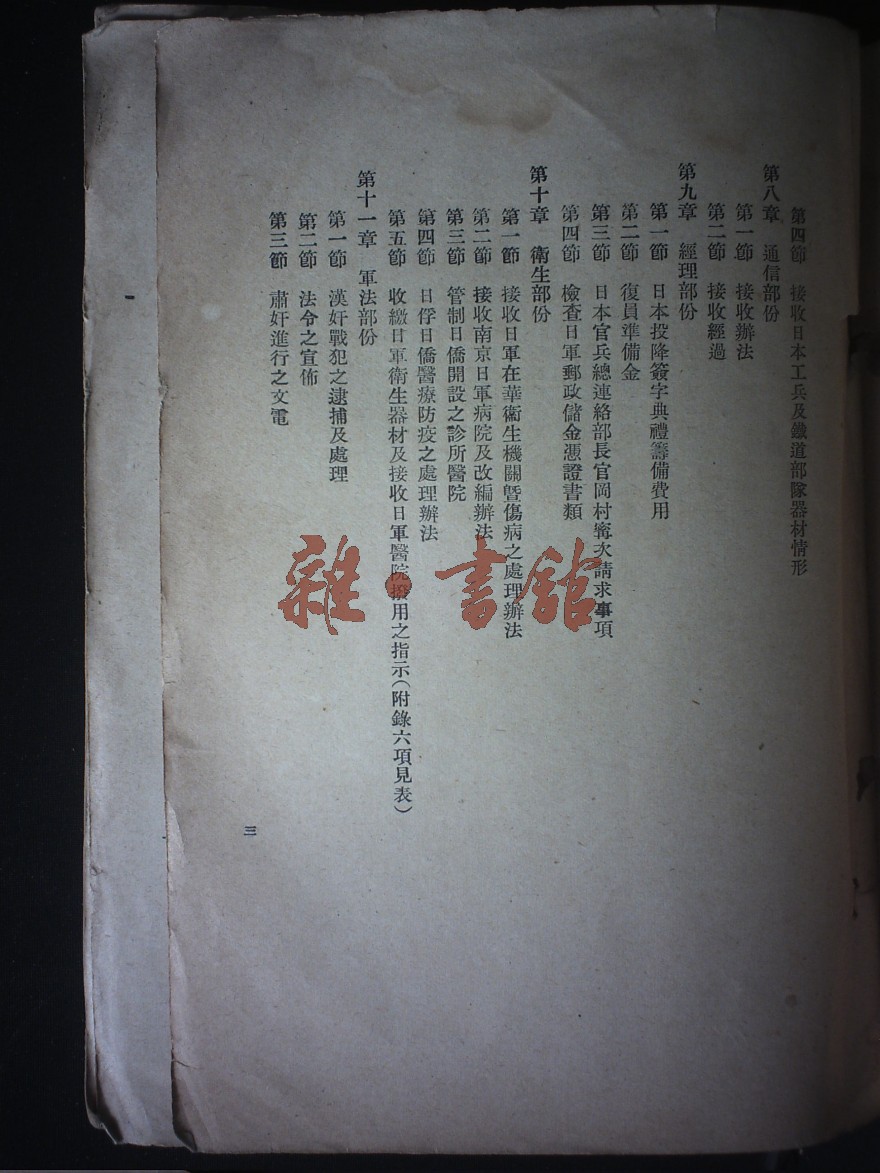 第四節　接收日本工兵及鐵道部隊器材情形
第八章　通信部份
第一節　接收辦法
第二節　接收經過
第九章　經理部份
第一節　日本投降簽字典禮籌備費用
第二節　復員準備金
第三節　日本官兵總連絡部長官岡村寗次請求事項
第四節　檢查日軍郵政儲金憑證書類
第十章　衛生部份
第一節　接收日軍在華衛生機關曁傷病之處理辦法
第二節　接收南京日軍病院及改編辦法
第三節　管制日僑開設之診所醫院
第四節　日俘日僑醫療防疫之處理辦法
第五節　收繳日軍衛生器材及接收日軍醫院撥用之指示（附錄六項見表）
第十一章　軍法部份
第一節　漢奸戰犯之逮捕及處理
第二節　法令之宣佈
第三節　肅奸進行之文電
三
雜·書館